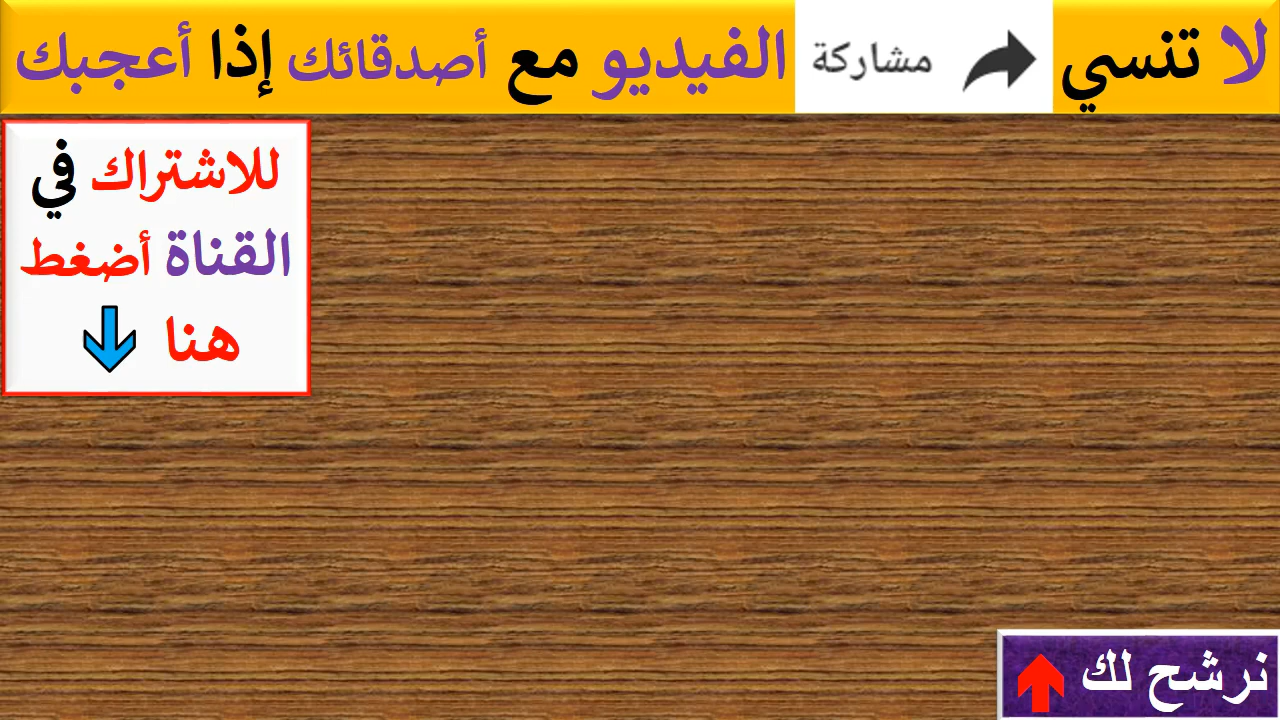 لا تنسي مشاركة الفيديو مع أصدقائك إذا أعجبك
للاشتراك في
القناة أضغط
هنا
نرشح لك